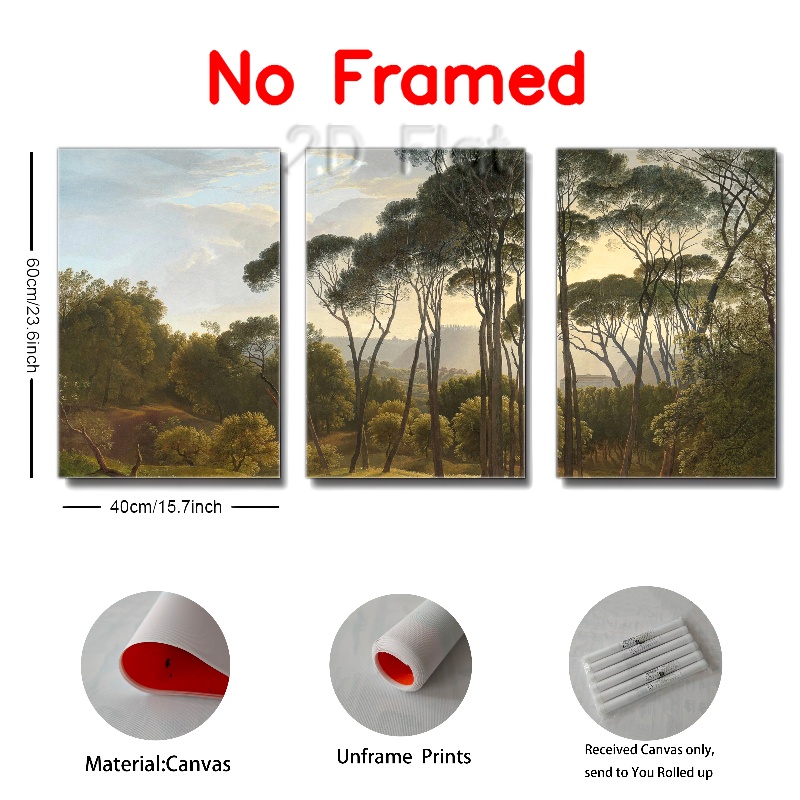 No Framed
2D Flat
60cm/23.6inch
40cm/15.7inch
Material:Canvas
Unframe Prints
Received Canvas only,
send to You Rolled up